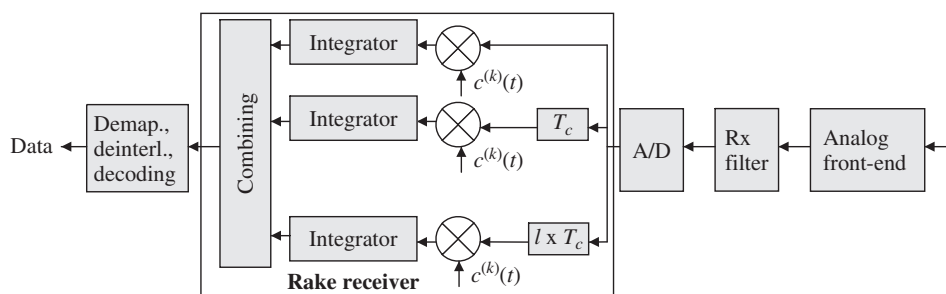 Integrator
c^{(k)}(t)
Integrator
T_c
c^{(k)}(t)
Data
Demap.,
deinterl.,
decoding
Combining
A/D
Rx
filter
Analog
front-end
Integrator
l x T_c
c^{(k)}(t)
Rake receiver